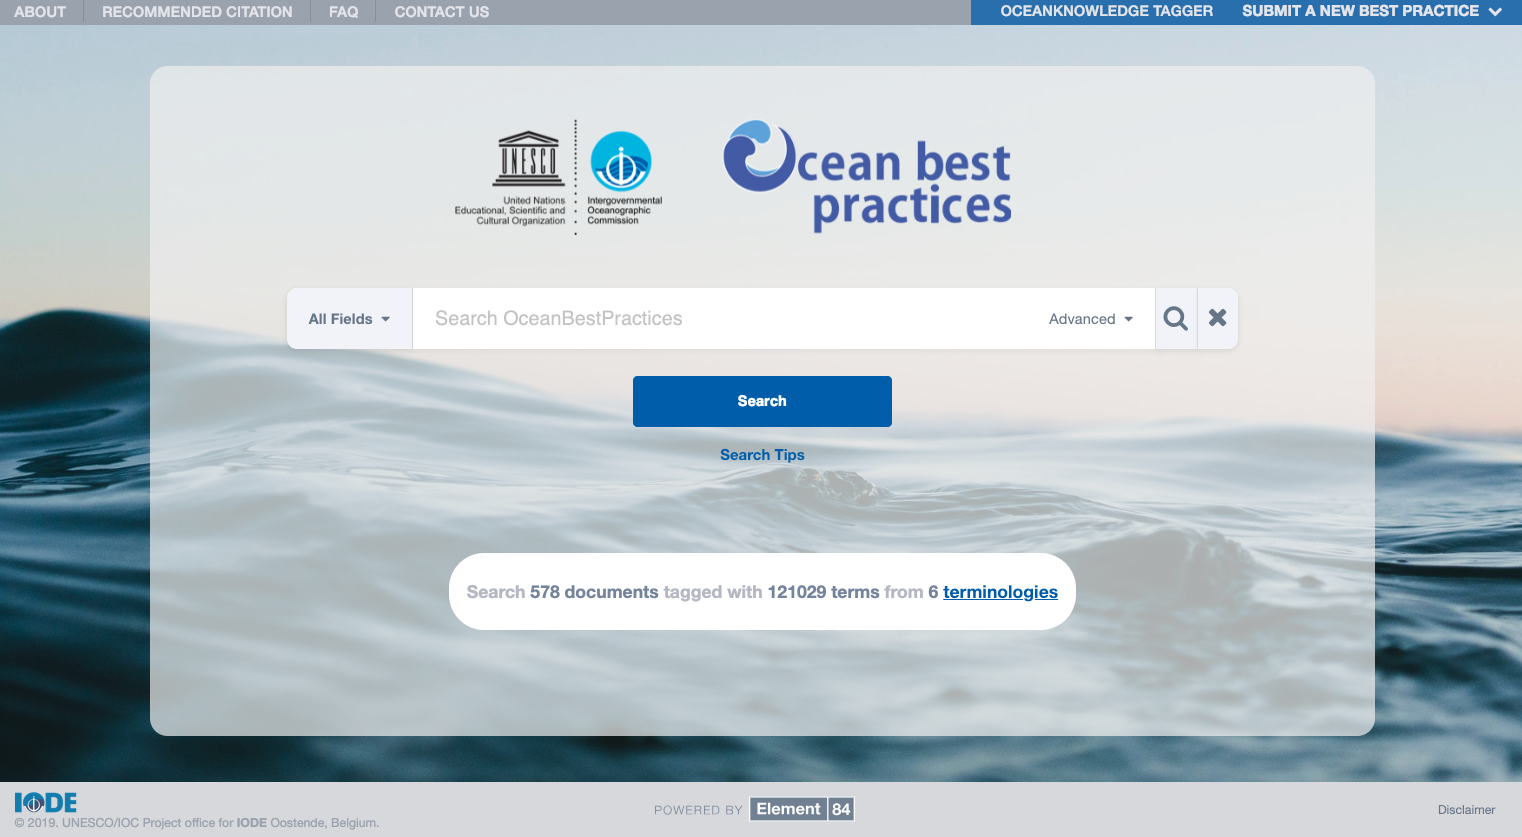 ABOUT
RECOMMENDED CITATION
FAQ
CONTACT US
OCEANKNOWLEDGE TAGGER
SUBMIT A NEW BEST PRACTICE
UNESCO
United Nations
Educational, Scientific and
Cultural Organization
Intergovernmental
Oceanographic
Commission
Ocean best
practices
All Fields
Search OceanBestPractices
Advanced
Search
Search Tips
Search 578 documents tagged with 121029 terms from 6 terminologies
IODE
© 2019. UNESCO/IOC Project office for IODE Oostende, Belgium.
POWERED BY Element 84
Disclaimer